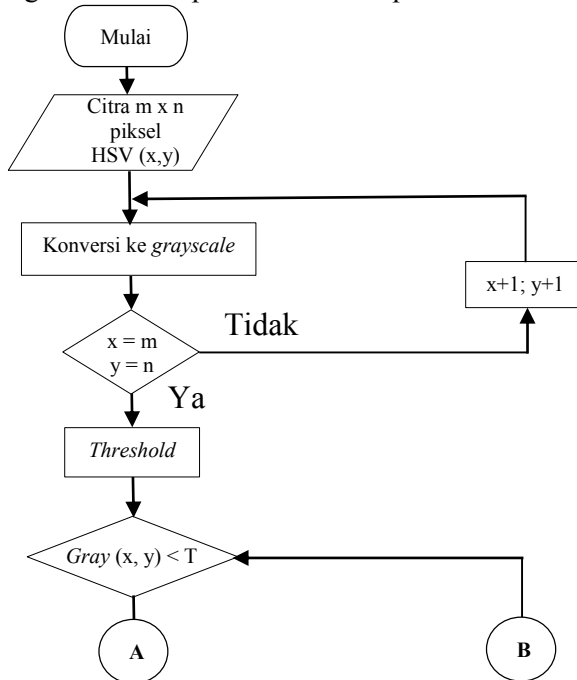 Mulai
Citra m x n
piksel
HSV (x,y)
Konversi ke grayscale
x+1; y+1
Tidak
x = m
y = n
Ya
Threshold
Gray (x, y) < T
A
B